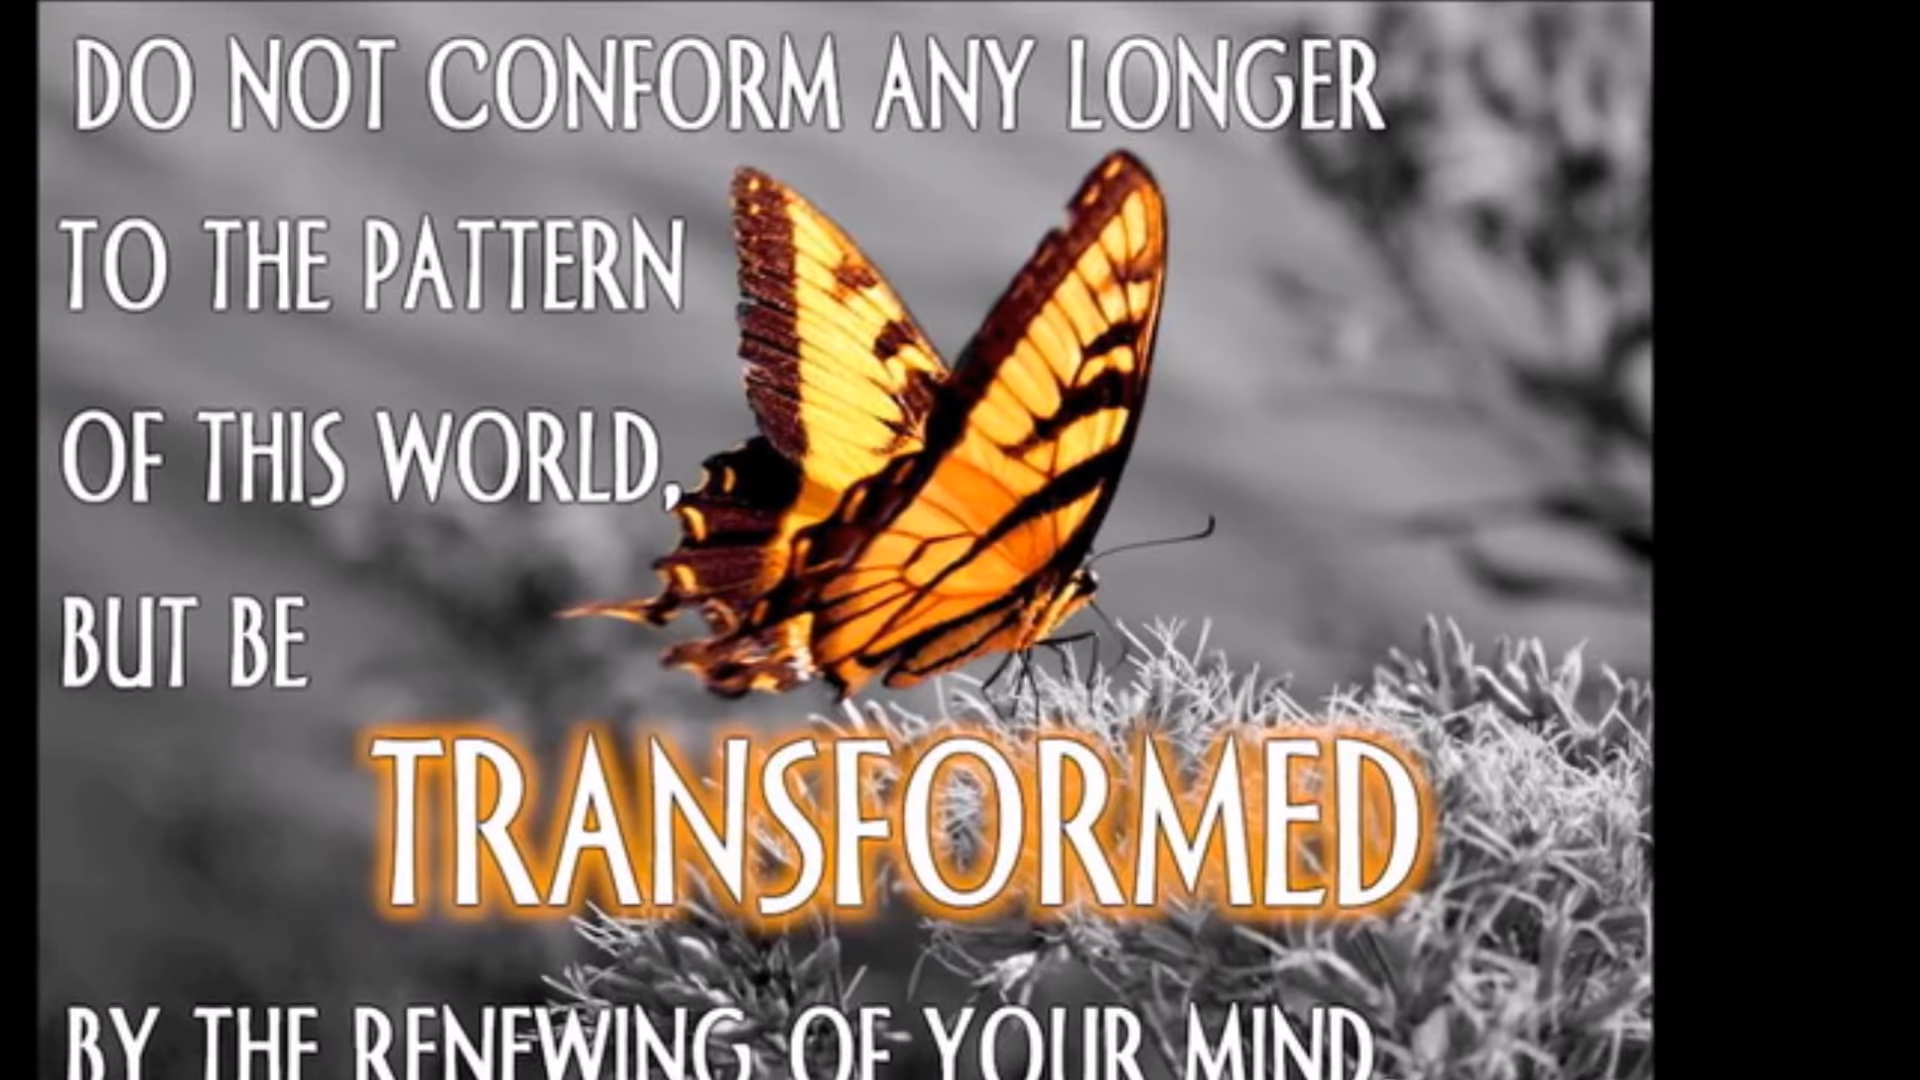 DO NOT CONFORM ANY LONGER
TO THE PATTERN
OF THIS WORLD,
BUT BE
TRANSFORMED
BY THE RENEWING OF YOUR MIND